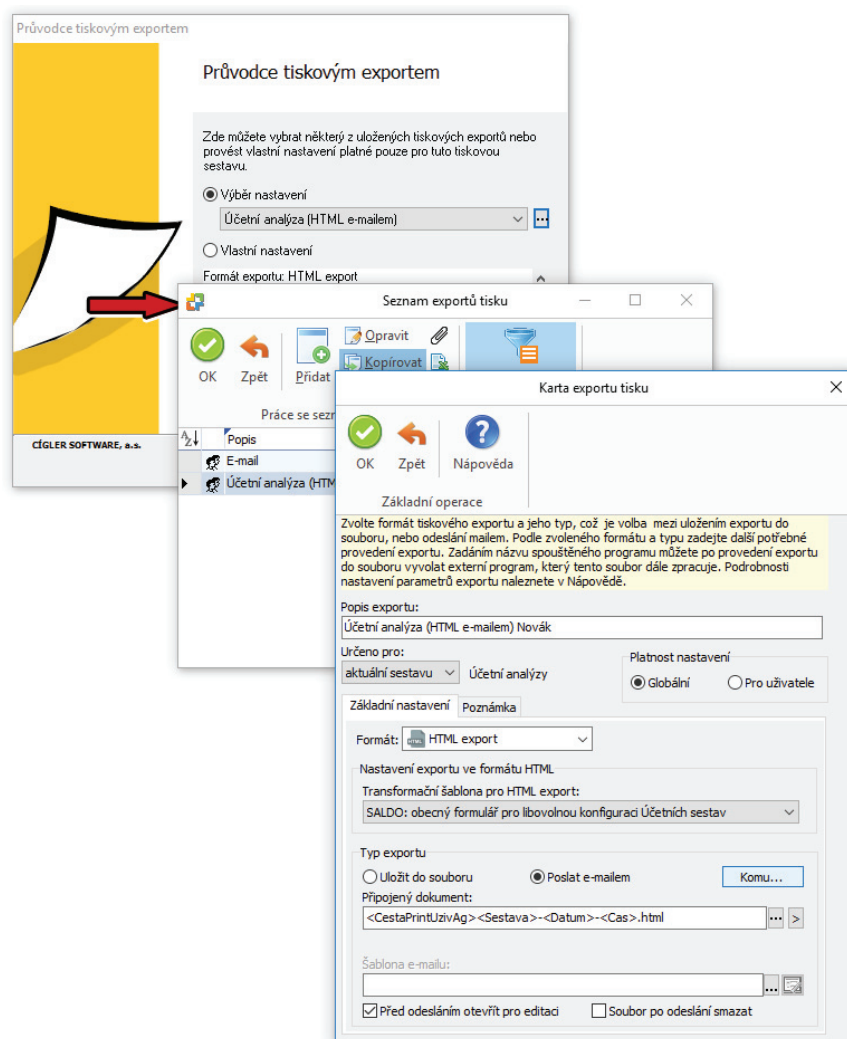 Průvodce tiskovým exportem
Průvodce tiskovým exportem
Zde můžete vybrat některý z uložených tiskových exportů nebo
provést vlastní nastavení platné pouze pro tuto tiskovou
sestavu.
Výběr nastavení
Účetní analýza (HTML e-mailem)
...
Vlastní nastavení
Formát exportu: HTML export
CÍGLER SOFTWARE, a.s.
Seznam exportů tisku
OK
Zpět
Přidat
Opravit
Kopírovat
Práce se sezn
Popis
E-mail
Účetní analýza (HTM
Karta exportu tisku
OK
Zpět
Nápověda
Základní operace
Zvolte formát tiskového exportu a jeho typ, což je volba mezi uložením exportu do
souboru, nebo odeslání mailem. Podle zvoleného formátu a typu zadejte další potřebné
provedení exportu. Zadáním názvu spouštěného programu můžete po provedení exportu
do souboru vyvolat externí program, který tento soubor dále zpracuje. Podrobnosti
nastavení parametrů exportu naleznete v Nápovědě.
Popis exportu:
Účetní analýza (HTML e-mailem) Novák
Určeno pro:
aktuální sestavu
Účetní analýzy
Platnost nastavení
Globální
Pro uživatele
Základní nastavení
Poznámka
Formát:
HTML export
Nastavení exportu ve formátu HTML
Transformační šablona pro HTML export:
SALDO: obecný formulář pro libovolnou konfiguraci Účetních sestav
Typ exportu
Uložit do souboru
Poslat e-mailem
Komu...
Připojený dokument:
<CestaPrintUzivAg><Sestava>-<Datum>-<Cas>.html
... >
Šablona e-mailu:
...
Před odesláním otevřít pro editaci
Soubor po odeslání smazat